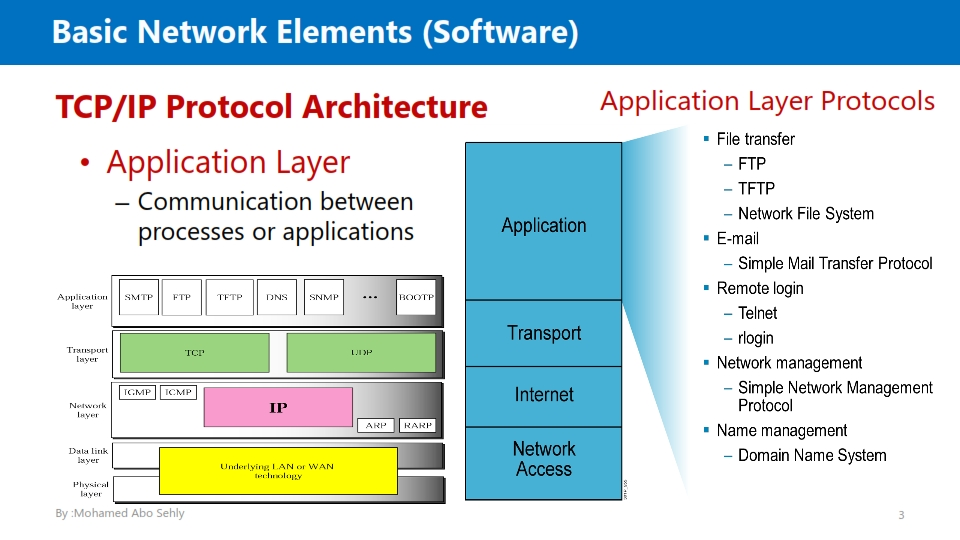 Basic Network Elements (Software)
TCP/IP Protocol Architecture
• Application Layer
– Communication between
processes or applications
Application
layer
SMTP FTP TFTP DNS SNMP ••• BOOTP
Transport
layer
TCP UDP
Network
layer
IGMP ICMP
IP
ARP RARP
Data link
layer
Underlying LAN or WAN
technology
Physical
layer
Application
Transport
Internet
Network
Access
Application Layer Protocols
▪ File transfer
– FTP
– TFTP
– Network File System
▪ E-mail
– Simple Mail Transfer Protocol
▪ Remote login
– Telnet
– rlogin
▪ Network management
– Simple Network Management
Protocol
▪ Name management
– Domain Name System
By :Mohamed Abo Sehly
3